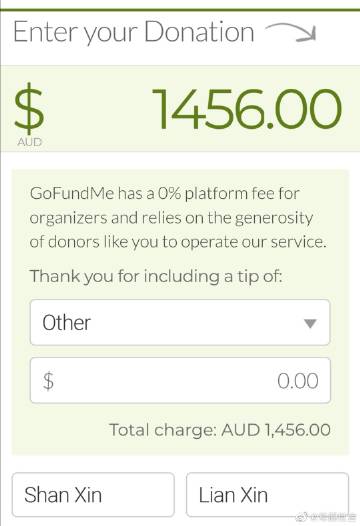 Enter your Donation
$ 1456.00
AUD
GoFundMe has a 0% platform fee for
organizers and relies on the generosity
of donors like you to operate our service.
Thank you for including a tip of:
Other
$ 0.00
Total charge: AUD 1,456.00
Shan Xin Lian Xin